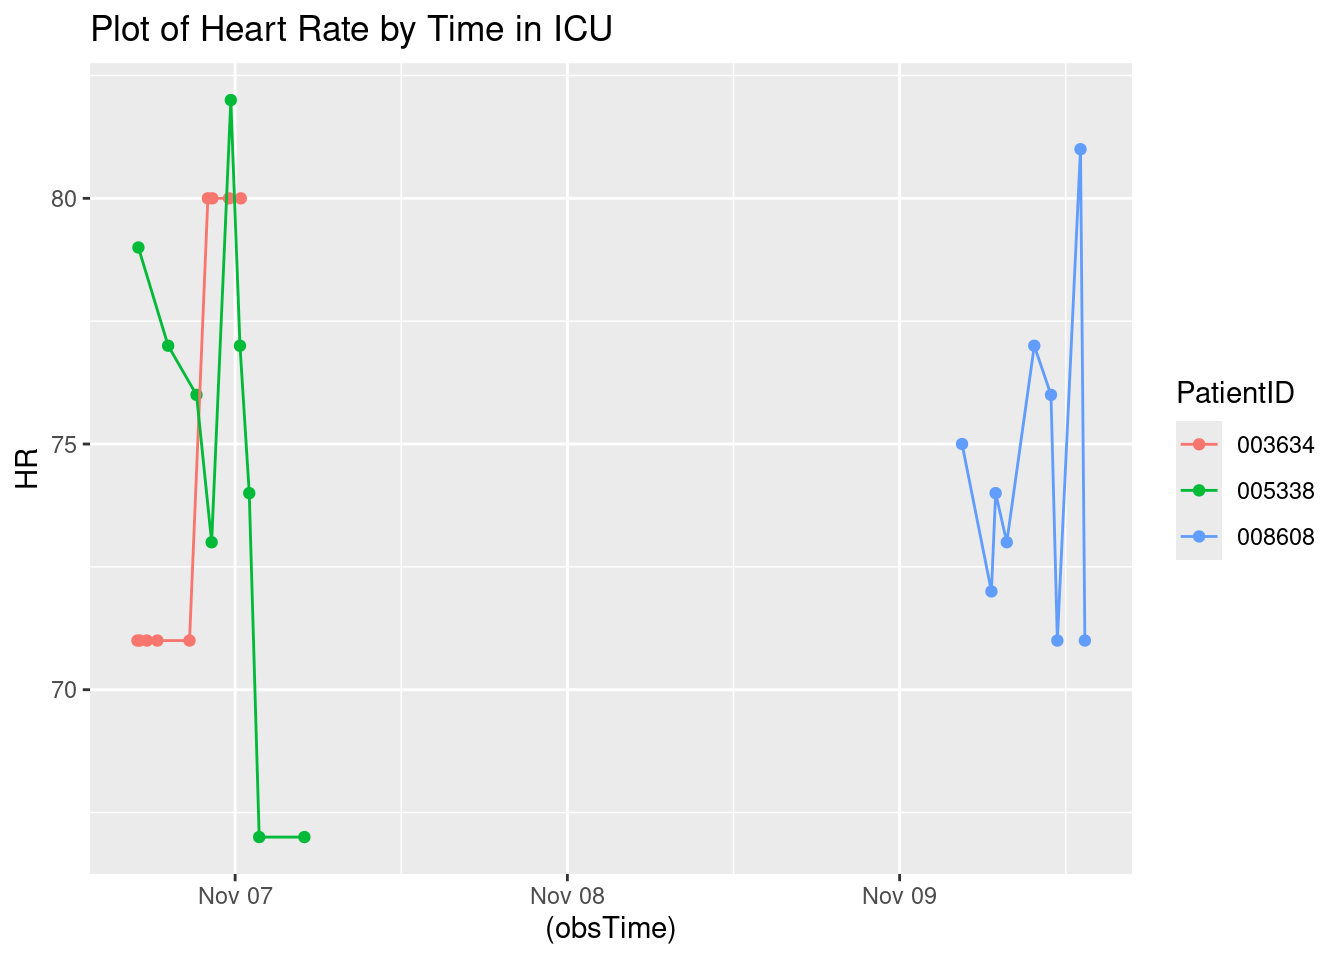 Plot of Heart Rate by Time in ICU
80
75
70
HR
Nov 07
Nov 08
Nov 09
(obsTime)
PatientID
003634
005338
008608